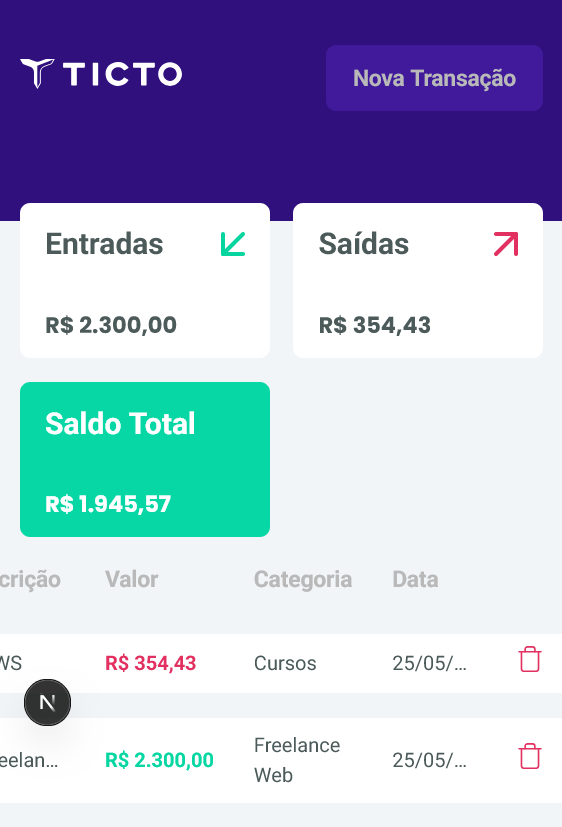 TICTO
Nova Transação
Entradas
R$ 2.300,00
Saídas
R$ 354,43
Saldo Total
R$ 1.945,57
crição Valor Categoria Data
WS R$ 354,43 Cursos 25/05/...
N
eelan... R$ 2.300,00 Freelance 25/05/...
Web